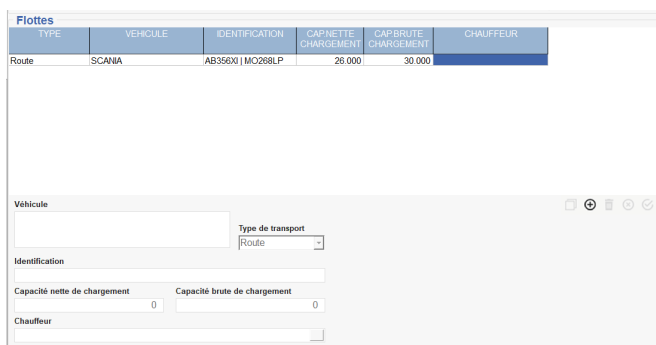 Flottes
TYPE VEHICULE IDENTIFICATION CAP.NETTE CHARGEMENT CAP.BRUTE CHARGEMENT CHAUFFEUR
Route SCANIA AB356XI | MO268LP 26.000 30.000
Véhicule
Type de transport
Route
Identification
Capacité nette de chargement Capacité brute de chargement
0 0
Chauffeur